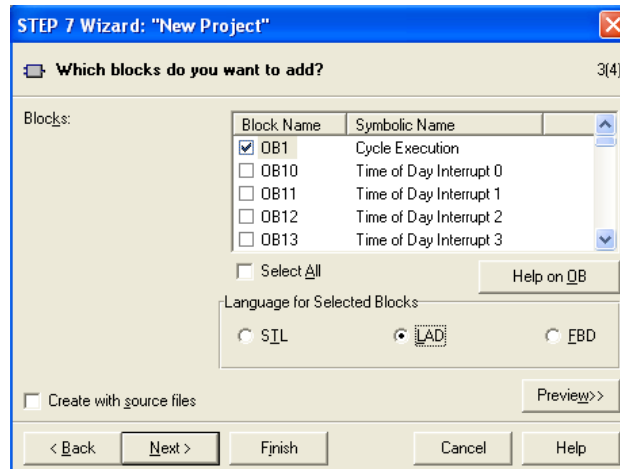 STEP 7 Wizard: "New Project"
Which blocks do you want to add? 3(4)
Blocks:
Block Name Symbolic Name
OB1 Cycle Execution
OB10 Time of Day Interrupt 0
OB11 Time of Day Interrupt 1
OB12 Time of Day Interrupt 2
OB13 Time of Day Interrupt 3
Select All
Help on OB
Language for Selected Blocks
STL LAD FBD
Create with source files
Preview>>
< Back Next > Finish Cancel Help